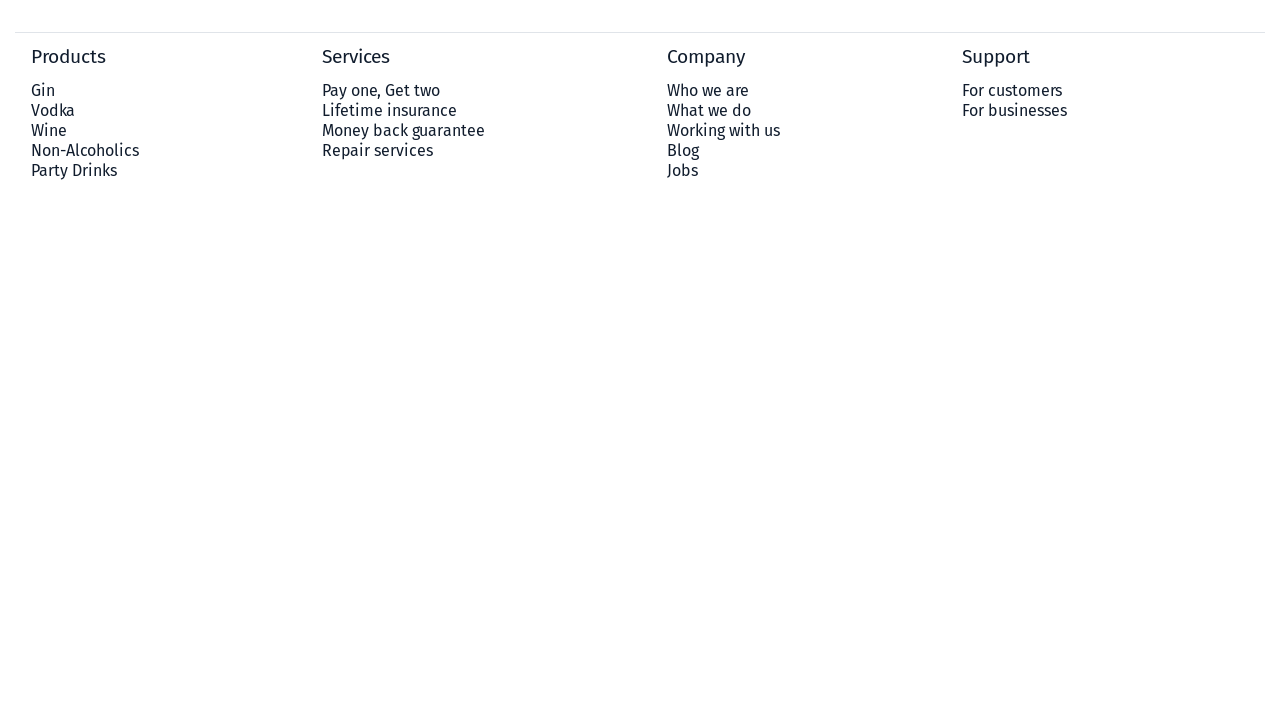 Products
Gin
Vodka
Wine
Non-Alcoholics
Party Drinks
Services
Pay one, Get two
Lifetime insurance
Money back guarantee
Repair services
Company
Who we are
What we do
Working with us
Blog
Jobs
Support
For customers
For businesses